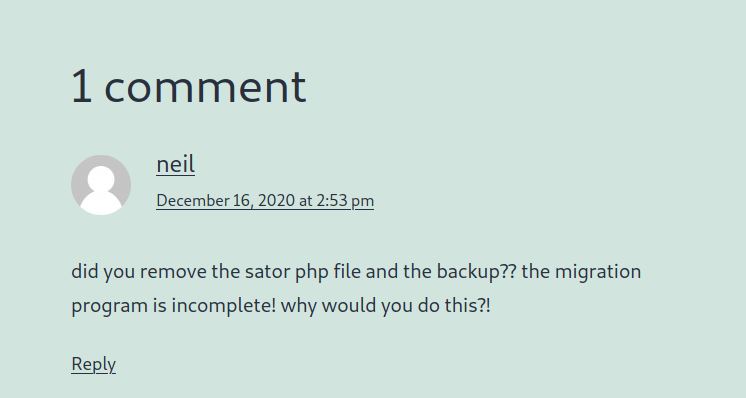 1 comment
neil
December 16, 2020 at 2:53 pm
did you remove the sator php file and the backup?? the migration
program is incomplete! why would you do this?!
Reply